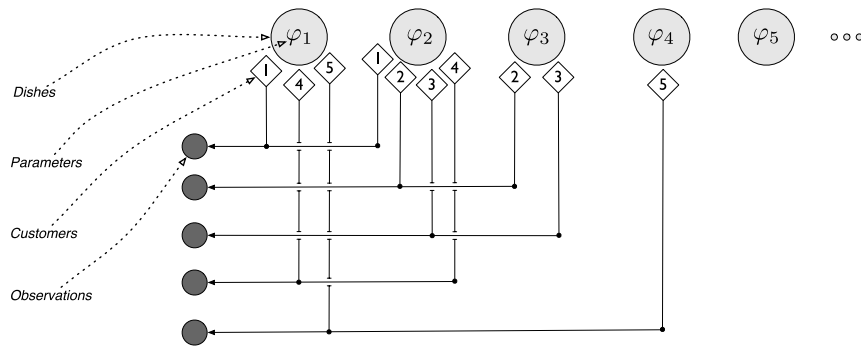 φ1 φ2 φ3 φ4 φ5
1 4 5 1 2 3 4 2 3 5
Dishes
Parameters
Customers
Observations